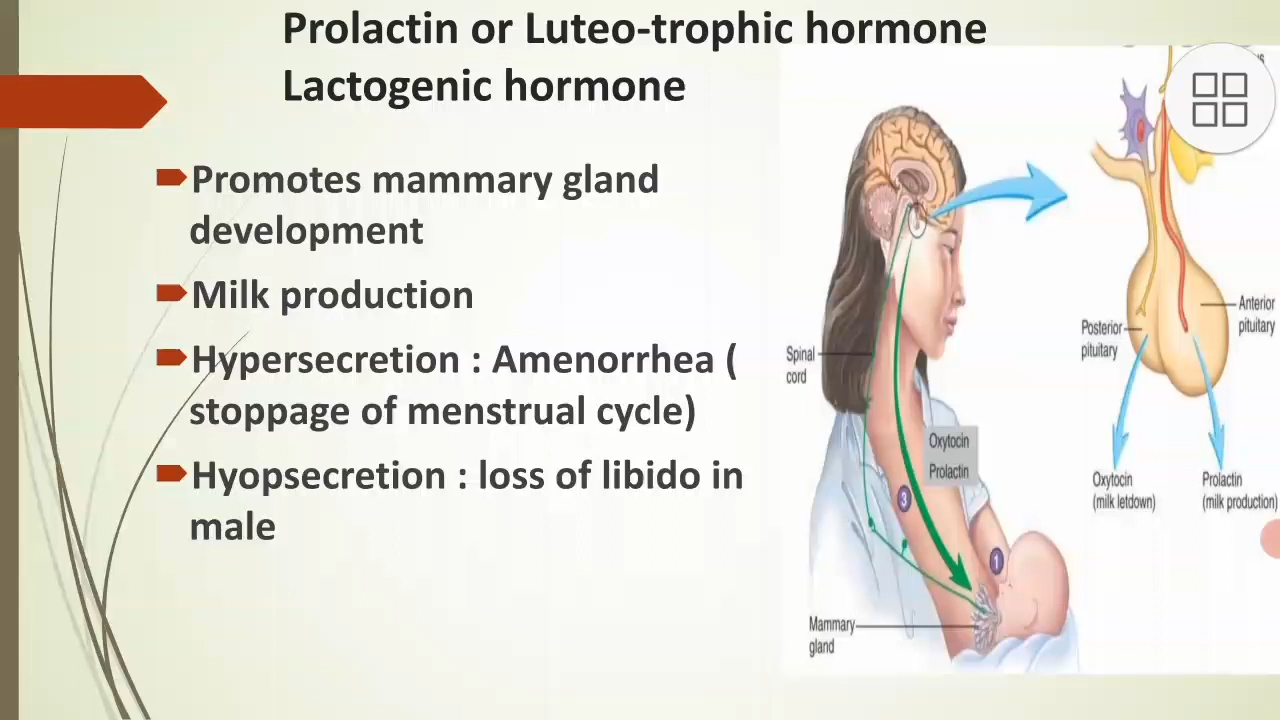 Prolactin or Luteo-trophic hormone
Lactogenic hormone
Promotes mammary gland
development
Milk production
Hypersecretion : Amenorrhea (
stoppage of menstrual cycle)
Hyopsecretion : loss of libido in
male
Spinal
cord
Oxytocin
Prolactin
3
1
Mammary
gland
Anterior
pituitary
Posterior
pituitary
Oxytocin
(milk letdown)
Prolactin
(milk production)